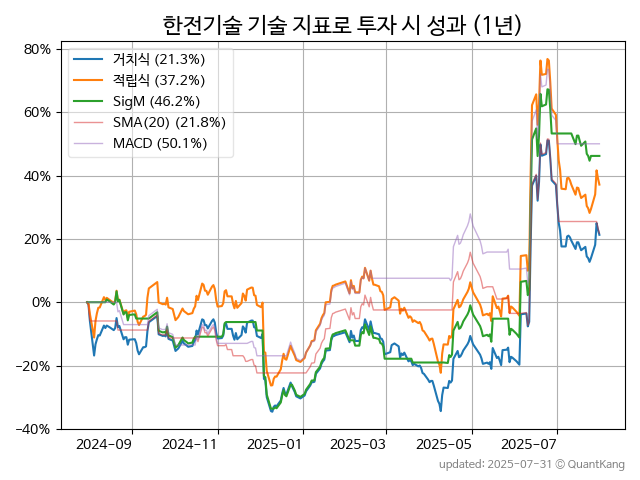 한전기술 기술 지표로 투자 시 성과 (1년)
80%
60%
40%
20%
0%
−20%
−40%
거치식 (21.3%)
적립식 (37.2%)
SigM (46.2%)
SMA(20) (21.8%)
MACD (50.1%)
2024-09 2024-11 2025-01 2025-03 2025-05 2025-07
updated: 2025-07-31 © QuantKang